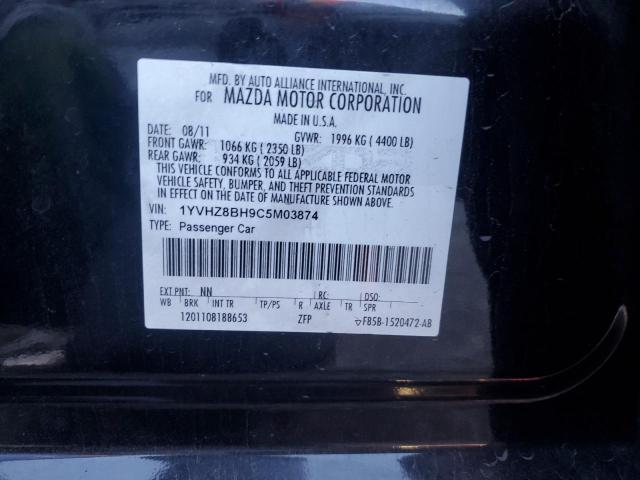 MFD. BY AUTO ALLIANCE INTERNATIONAL, INC.
FOR MAZDA MOTOR CORPORATION
MADE IN U.S.A.
DATE: 08/11 GVWR: 1996 KG ( 4400 LB)
FRONT GAWR: 1066 KG ( 2350 LB)
REAR GAWR: 934 KG ( 2059 LB)
THIS VEHICLE CONFORMS TO ALL APPLICABLE FEDERAL MOTOR
VEHICLE SAFETY, BUMPER, AND THEFT PREVENTION STANDARDS
IN EFFECT ON THE DATE OF MANUFACTURE SHOWN ABOVE.
VIN: 1YVHZ8BH9C5M03874
TYPE: Passenger Car
EXT PNT: NN RC: DSO:
WB BRK INT TR TP/PS R AXLE TR SPR
1201108188653 ZFP F85B-1520472-AB